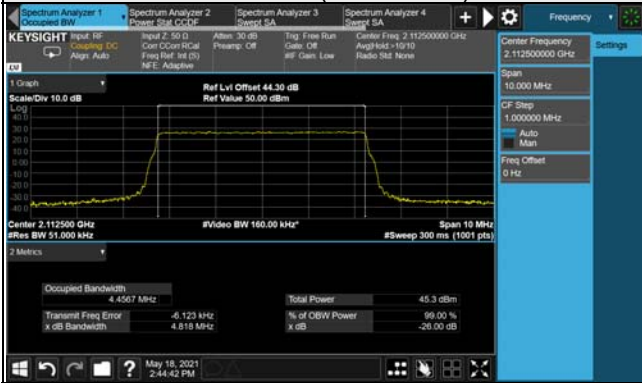 Spectrum Analyzer 1
Occupied BW
Spectrum Analyzer 2
Power Stat CCDF
Spectrum Analyzer 3
Swept SA
Spectrum Analyzer 4
Swept SA
+
Frequency
KEYSIGHT
Input: RF
Coupling: DC
Align: Auto
Input Z: 50 Ω
Corr CCorr RCal
Freq Ref: Int (S)
NFE: Adaptive
Atten: 30 dB
Preamp: Off
Trig: Free Run
Gate: Off
#IF Gain: Low
Center Freq: 2.112500000 GHz
Avg|Hold:>10/10
Radio Std: None
LXI
Center Frequency
2.112500000 GHz
Settings
Span
10.000 MHz
CF Step
1.000000 MHz
Auto
Man
Freq Offset
0 Hz
1 Graph
Scale/Div 10.0 dB
Ref Lvl Offset 44.30 dB
Ref Value 50.00 dBm
Log
40.0
30.0
20.0
10.0
0.00
-10.0
-20.0
-30.0
-40.0
Center 2.112500 GHz
#Res BW 51.000 kHz
#Video BW 160.00 kHz*
Span 10 MHz
#Sweep 300 ms (1001 pts)
2 Metrics
Occupied Bandwidth
4.4567 MHz
Total Power
45.3 dBm
Transmit Freq Error
-6.123 kHz
% of OBW Power
99.00 %
x dB Bandwidth
4.818 MHz
x dB
-26.00 dB
?
May 18, 2021
2:44:42 PM